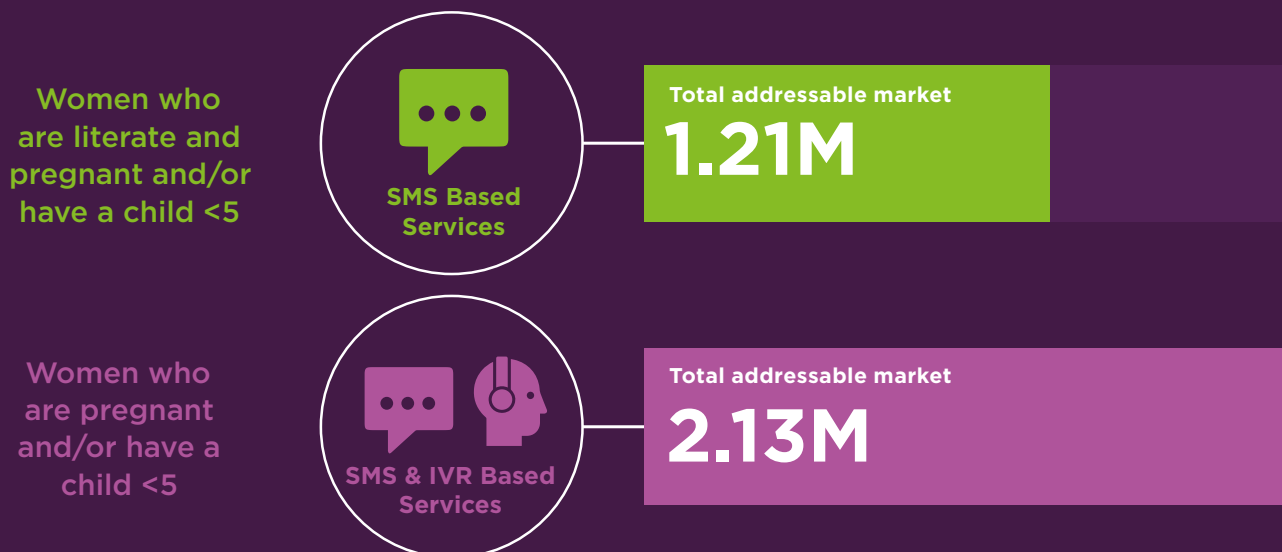 Women who
are literate and
pregnant and/or
have a child <5
SMS Based
Services
Total addressable market
1.21M
Women who
are pregnant
and/or have a
child <5
SMS & IVR Based
Services
Total addressable market
2.13M